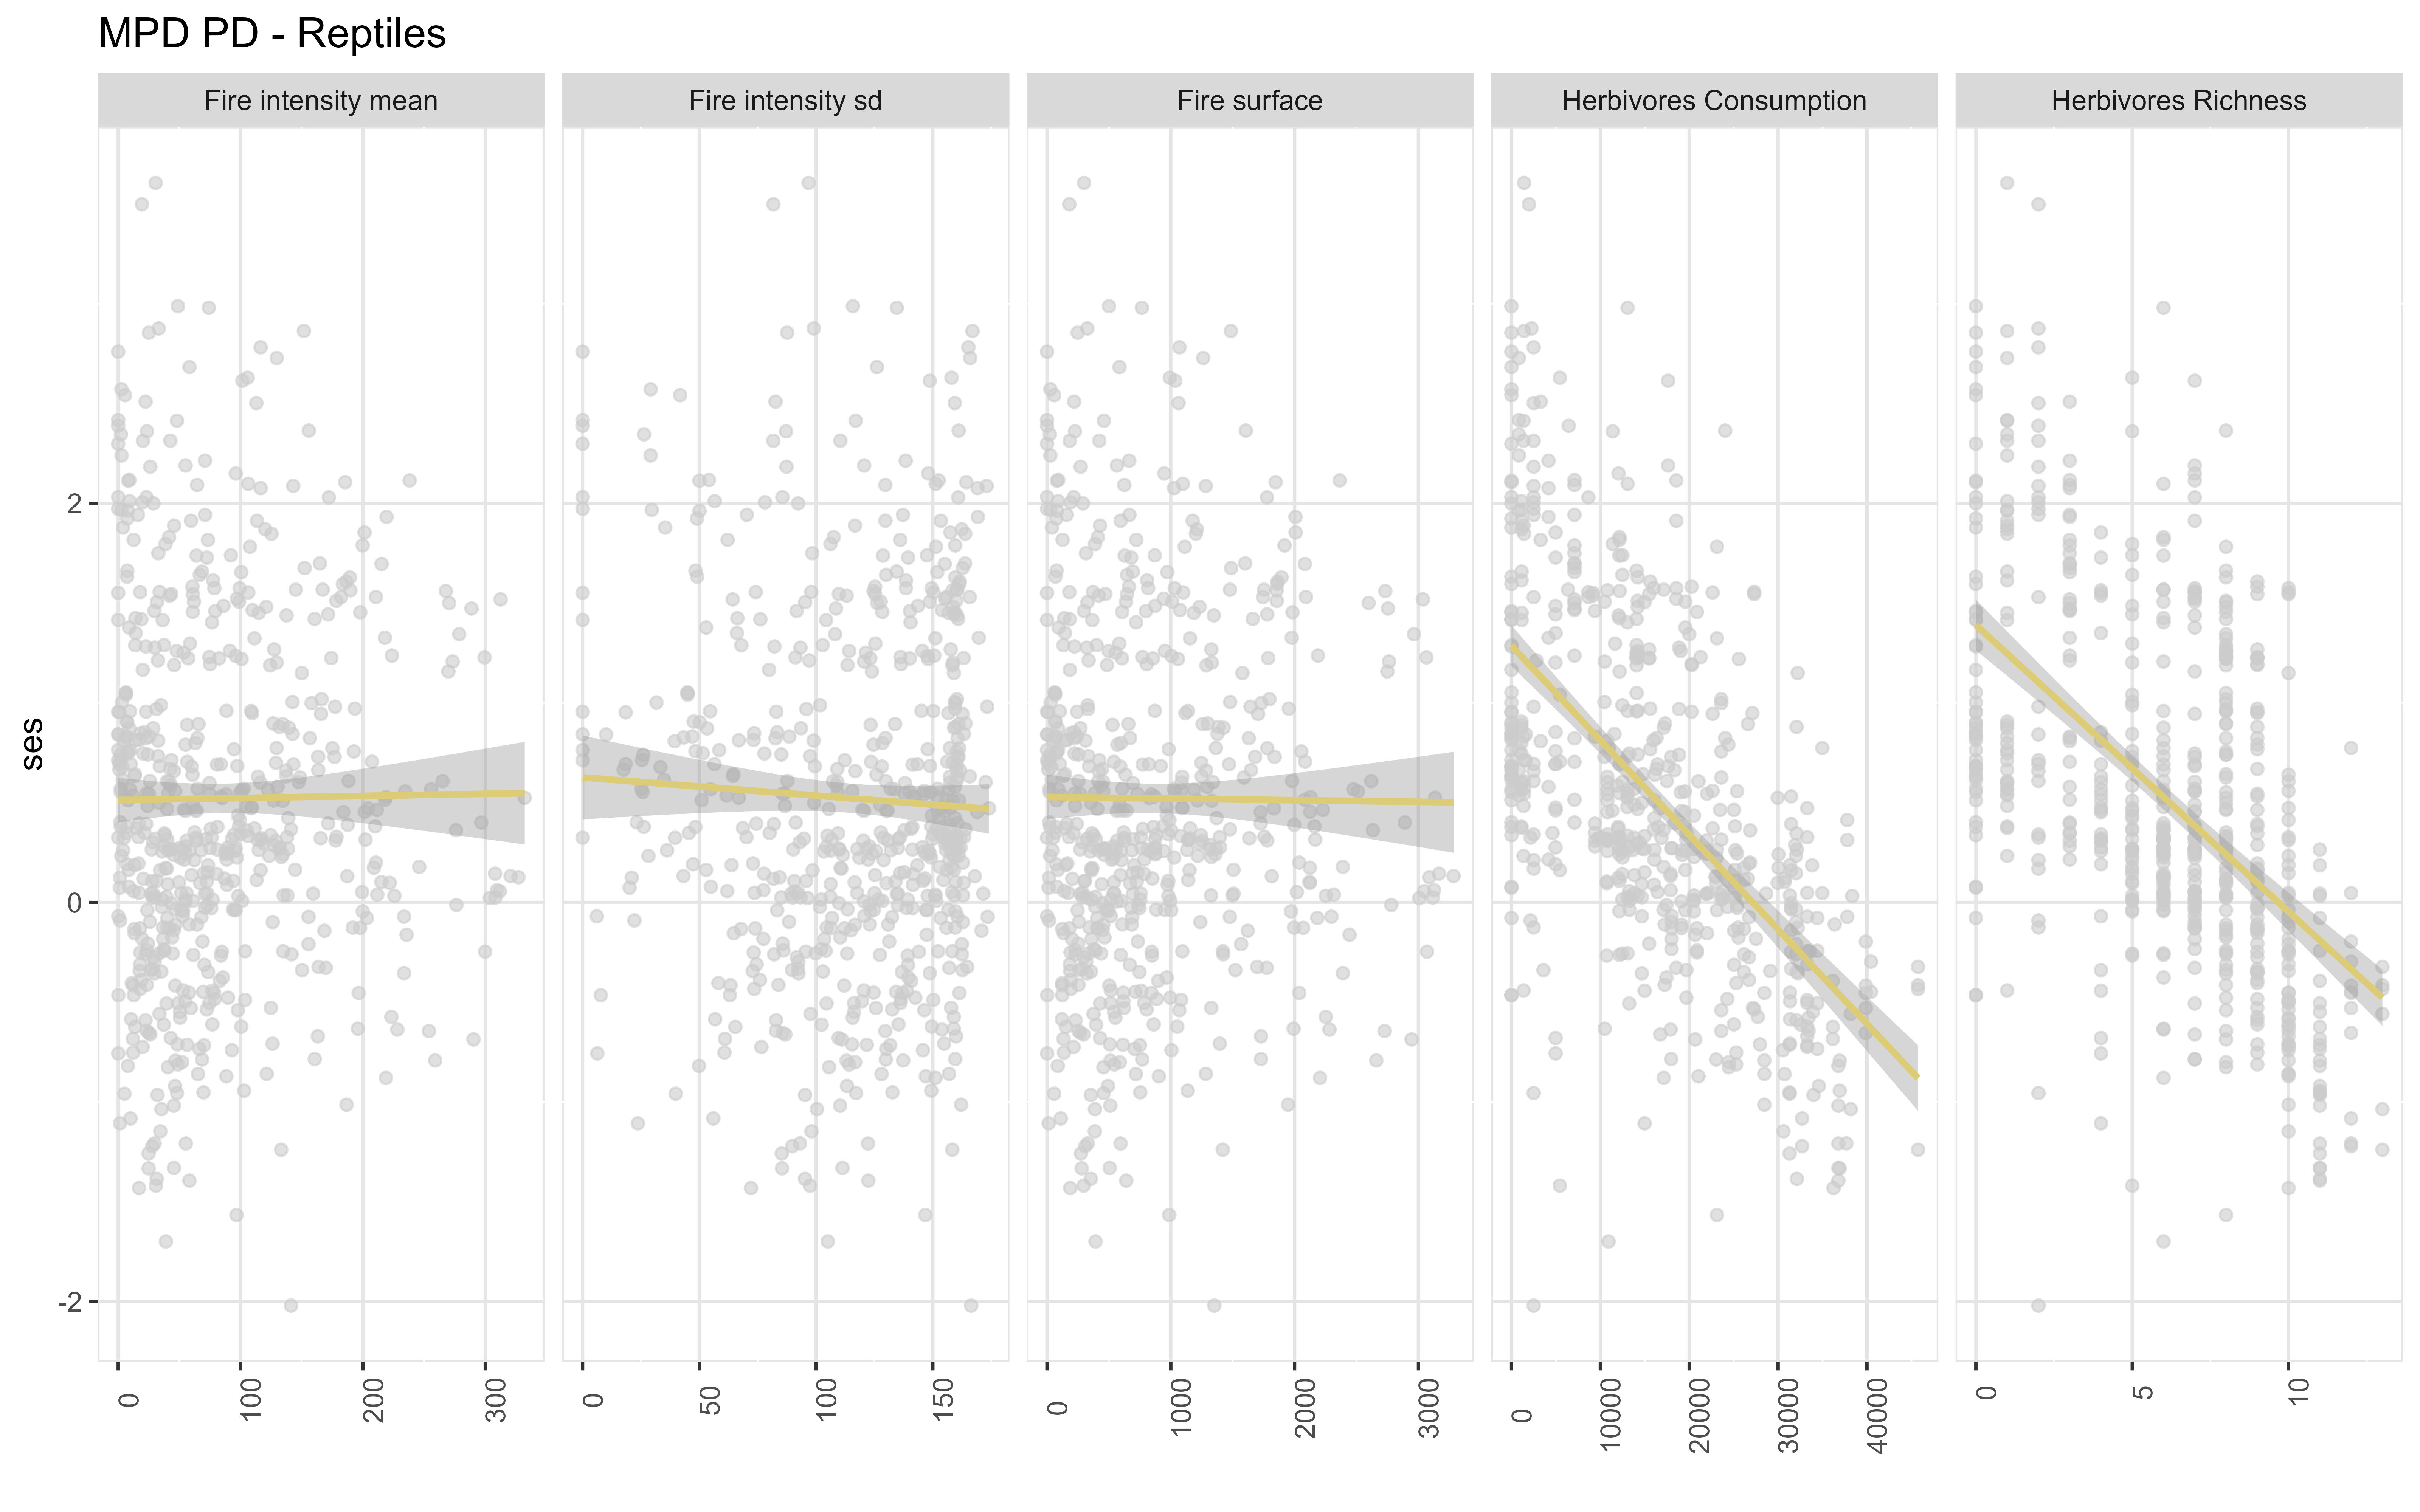 MPD PD - Reptiles
Fire intensity mean
Fire intensity sd
Fire surface
Herbivores Consumption
Herbivores Richness
ses
2
0
-2
0 100 200 300
0 50 100 150
0 1000 2000 3000
0 10000 20000 30000 40000
0 5 10